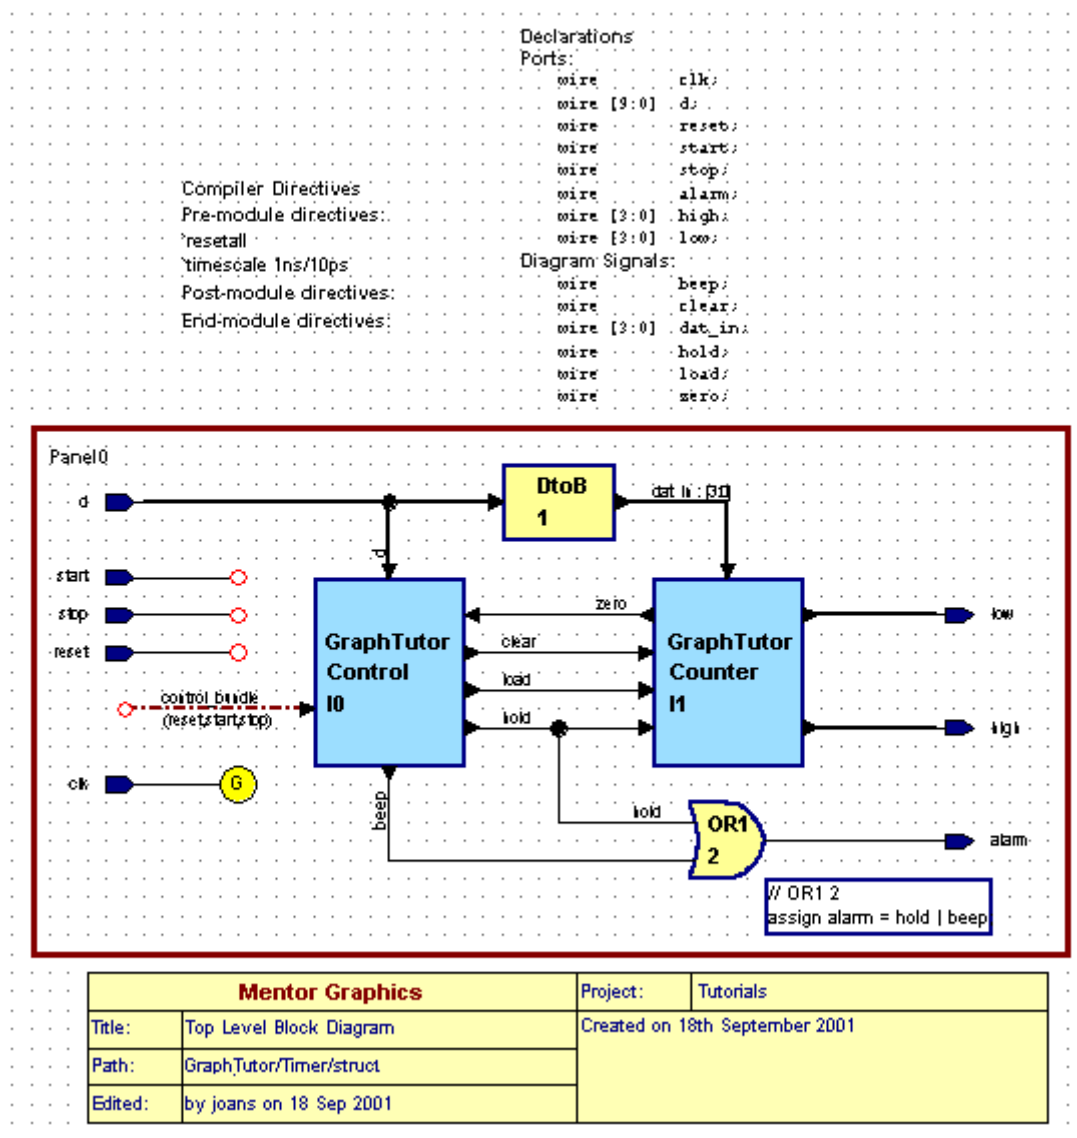 Declarations
Ports:
wire clk;
wire [9:0] d;
wire reset;
wire start;
wire stop;
wire alarm;
wire [3:0] high;
wire [3:0] low;
Diagram Signals:
wire beep;
wire clear;
wire [3:0] dat_in;
wire hold;
wire load;
wire zero;
Compiler Directives
Pre-module directives:
`resetall
`timescale 1ns/10ps
Post-module directives:
End-module directives:
Panel0
d
DtoB
1
dat_in : [3:0]
d
start
stop
reset
control_bundle
(reset,start,stop)
clk
G
GraphTutor
Control
I0
zero
clear
load
hold
GraphTutor
Counter
I1
low
high
beep
hold
OR1
2
alarm
// OR1 2
assign alarm = hold | beep
Mentor Graphics
Project: Tutorials
Title: Top Level Block Diagram
Created on 18th September 2001
Path: GraphTutor/Timer/struct
Edited: by joans on 18 Sep 2001